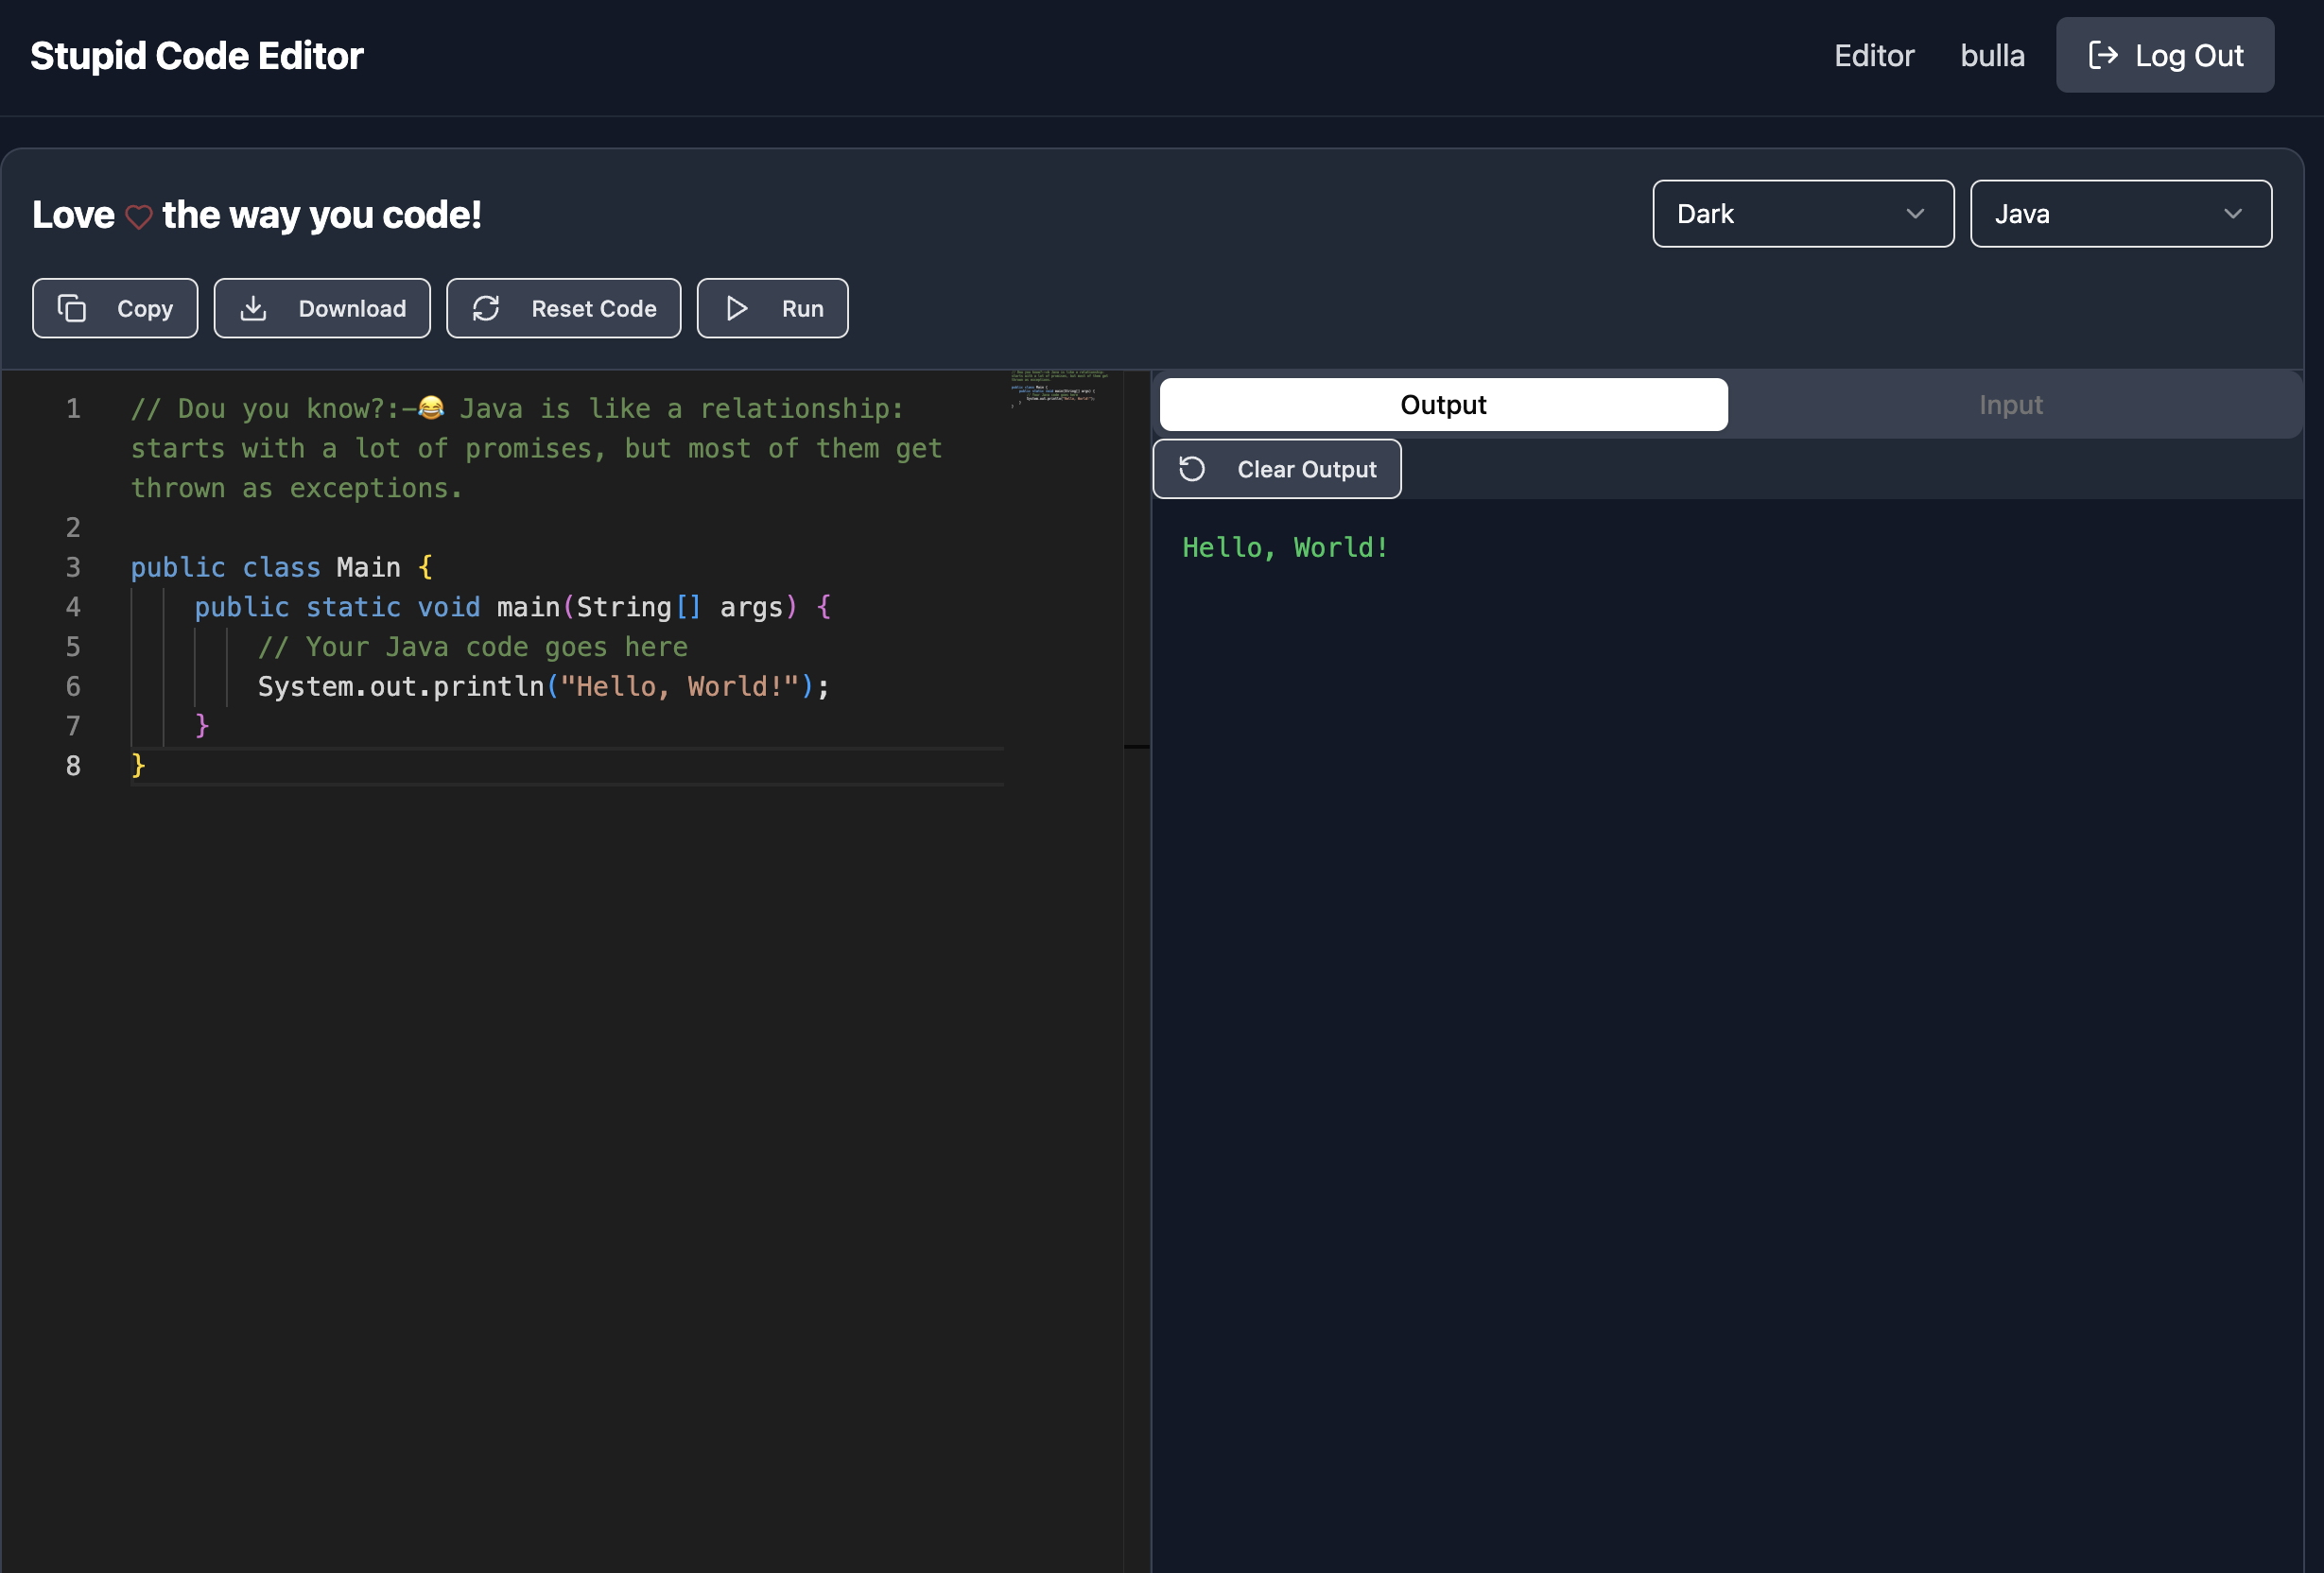 Stupid Code Editor
Editor
bulla
Log Out
Love the way you code!
Dark
Java
Copy
Download
Reset Code
Run
1 // Dou you know?:-😂 Java is like a relationship:
starts with a lot of promises, but most of them get
thrown as exceptions.
2
3 public class Main {
4 public static void main(String[] args) {
5 // Your Java code goes here
6 System.out.println("Hello, World!");
7 }
8 }
Output
Input
Clear Output
Hello, World!